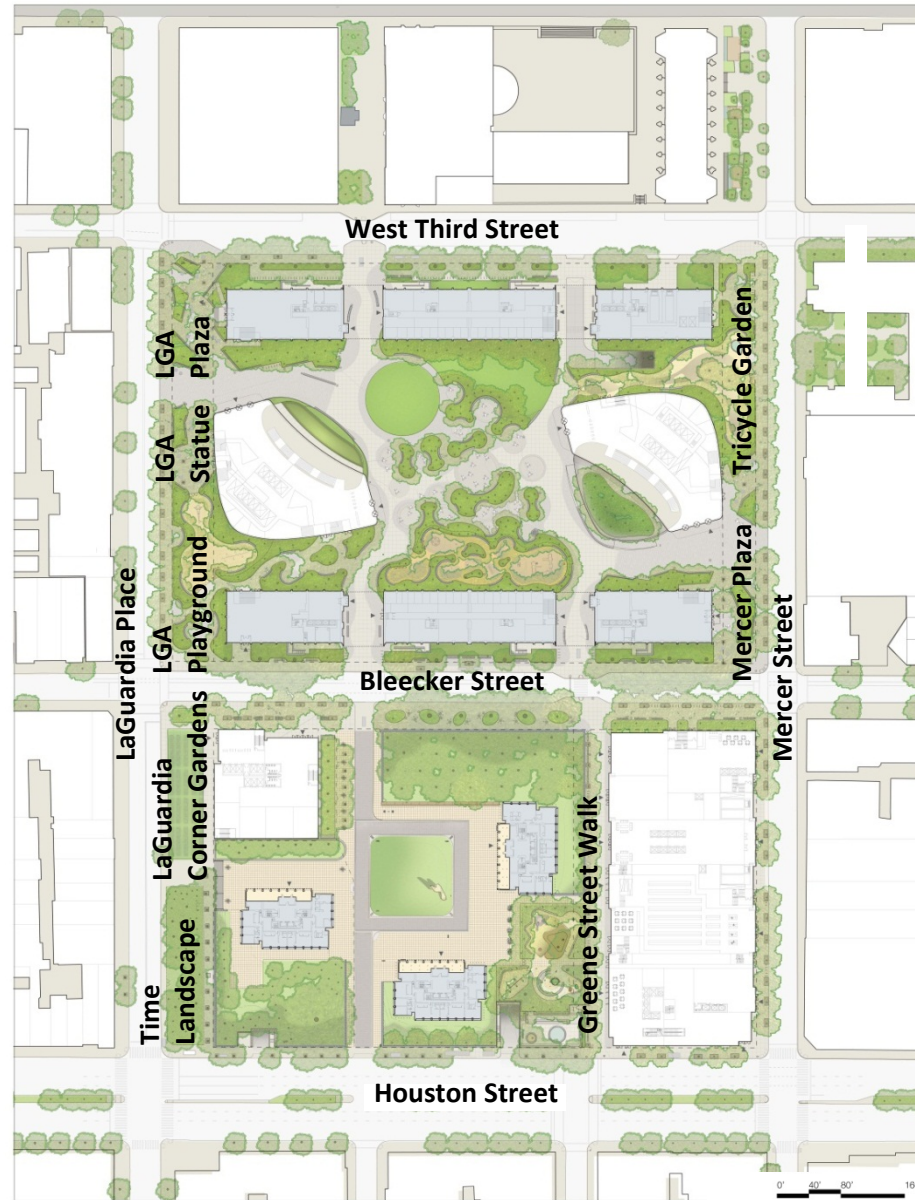 West Third Street
LGA
Plaza
Tricycle Garden
LGA
Statue
LGA
Playground
Mercer Plaza
LaGuardia Place
Mercer Street
Bleecker Street
LaGuardia
Corner Gardens
Greene Street Walk
Time
Landscape
Houston Street
0' 40' 80' 16